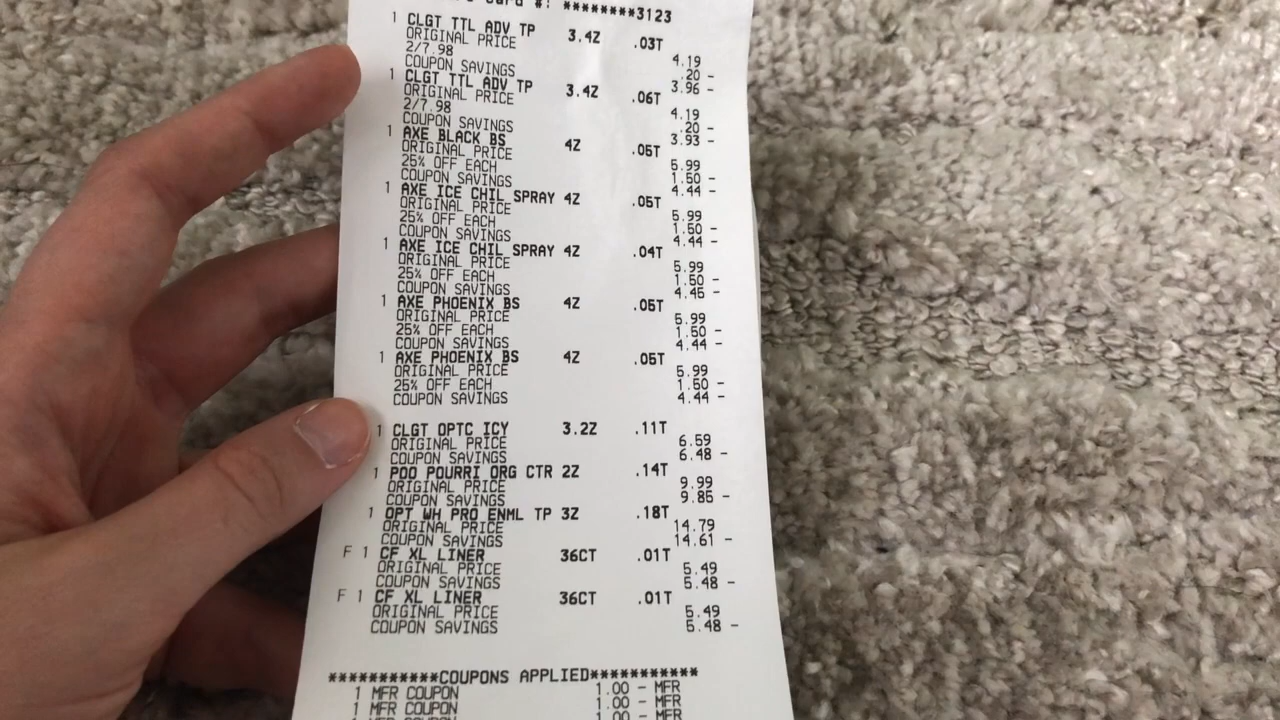 Card #: ********3123
1 CLGT TTL ADV TP 3.4Z .03T
ORIGINAL PRICE 4.19
2/7.98 .20 -
COUPON SAVINGS 3.96 -
1 CLGT TTL ADV TP 3.4Z .06T
ORIGINAL PRICE 4.19
2/7.98 .20 -
COUPON SAVINGS 3.93 -
1 AXE BLACK BS 4Z .05T
ORIGINAL PRICE 5.99
25% OFF EACH 1.50 -
COUPON SAVINGS 4.44 -
1 AXE ICE CHIL SPRAY 4Z .05T
ORIGINAL PRICE 5.99
25% OFF EACH 1.50 -
COUPON SAVINGS 4.44 -
1 AXE ICE CHIL SPRAY 4Z .04T
ORIGINAL PRICE 5.99
25% OFF EACH 1.50 -
COUPON SAVINGS 4.45 -
1 AXE PHOENIX BS 4Z .05T
ORIGINAL PRICE 5.99
25% OFF EACH 1.50 -
COUPON SAVINGS 4.44 -
1 AXE PHOENIX BS 4Z .05T
ORIGINAL PRICE 5.99
25% OFF EACH 1.50 -
COUPON SAVINGS 4.44 -
1 CLGT OPTC ICY 3.2Z .11T
ORIGINAL PRICE 6.59
COUPON SAVINGS 6.48 -
1 POO POURRI ORG CTR 2Z .14T
ORIGINAL PRICE 9.99
COUPON SAVINGS 9.85 -
1 OPT WH PRO ENML TP 3Z .18T
ORIGINAL PRICE 14.79
COUPON SAVINGS 14.61 -
F 1 CF XL LINER 36CT .01T
ORIGINAL PRICE 5.49
COUPON SAVINGS 5.48 -
F 1 CF XL LINER 36CT .01T
ORIGINAL PRICE 5.49
COUPON SAVINGS 5.48 -
***********COUPONS APPLIED***********
1 MFR COUPON 1.00 - MFR
1 MFR COUPON 1.00 - MFR
1 MFR COUPON 1.00 - MFR